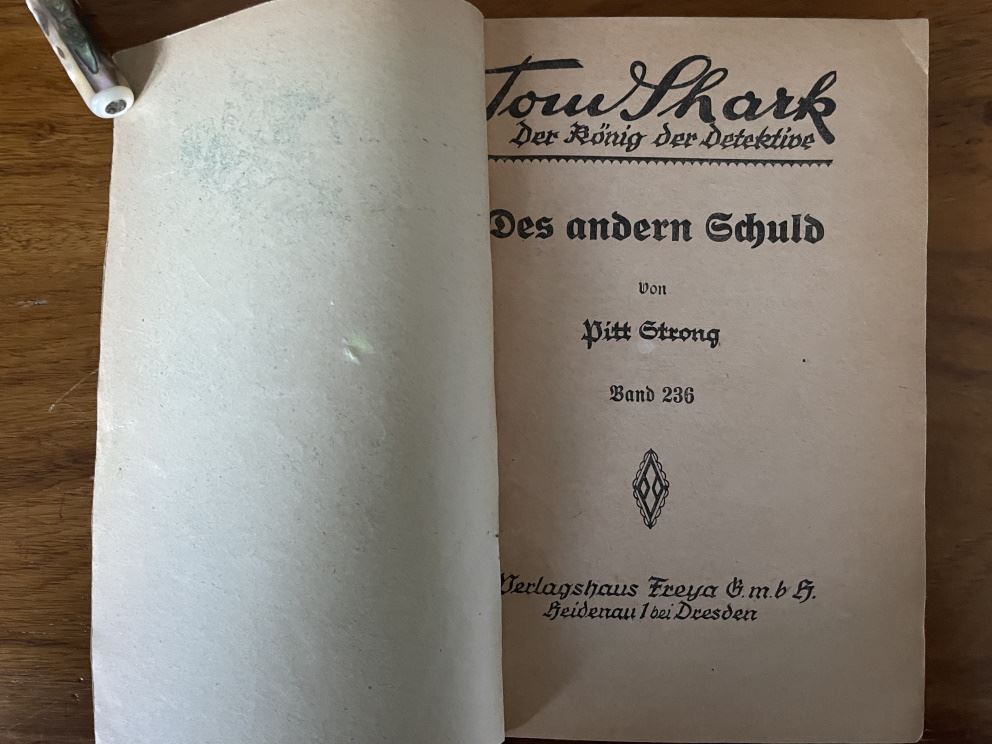 Tom Shark
Der König der Detektive
Des andern Schuld
von
Pitt Strong
Band 236
Verlagshaus Freya G.m.b H.
Heidenau 1 bei Dresden